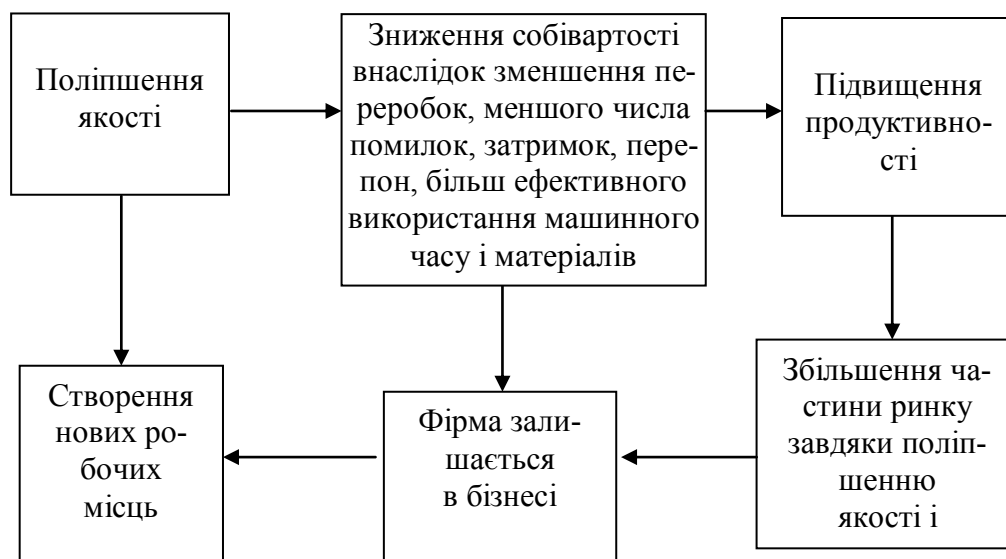 Поліпшення
якості
Зниження собівартості
внаслідок зменшення пе-
реробок, меншого числа
помилок, затримок, пере-
пон, більш ефективного
використання машинного
часу і матеріалів
Підвищення
продуктивно-
сті
Створення
нових ро-
бочих
місць
Фірма зали-
шається
в бізнесі
Збільшення ча-
стини ринку
завдяки поліп-
шенню
якості і